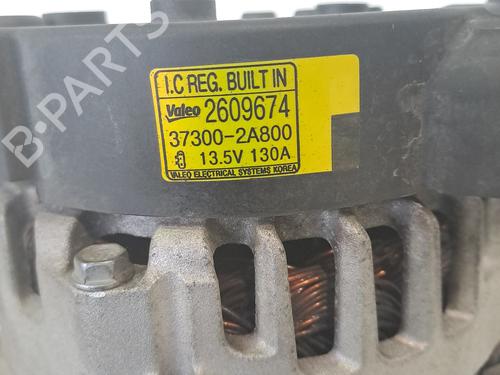 B-PARTS
I.C REG. BUILT IN
Valeo 2609674
37300-2A800
13.5V 130A
VALEO ELECTRICAL SYSTEMS KOREA